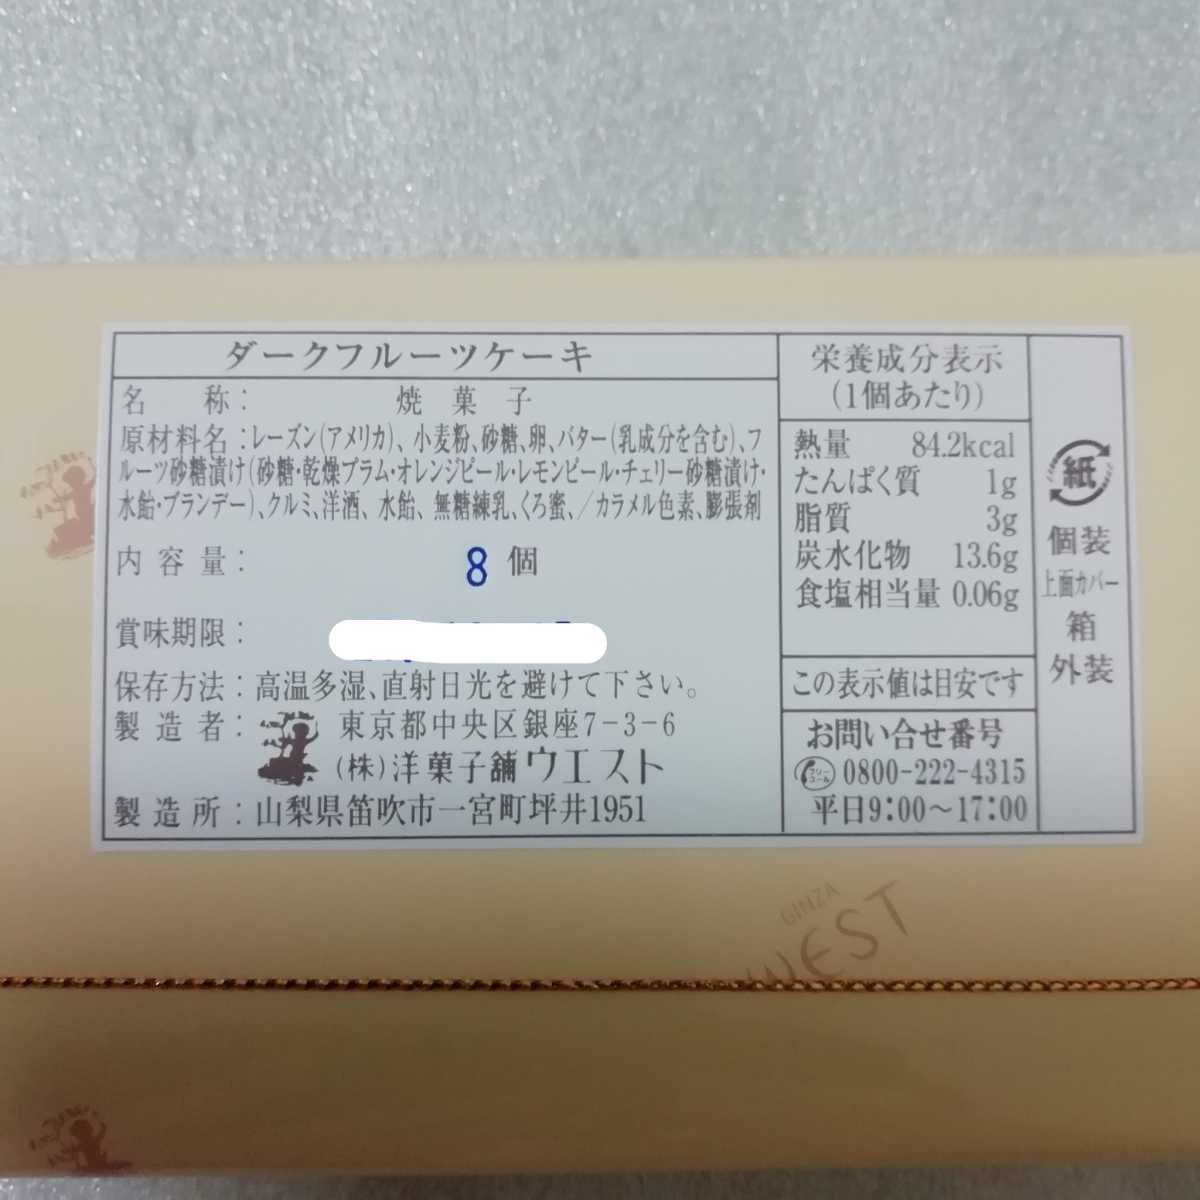 ダークフルーツケーキ
名　称：　焼　菓　子
原材料名：レーズン(アメリカ)、小麦粉、砂糖、卵、バター(乳成分を含む)、フ
ルーツ砂糖漬け(砂糖・乾燥プラム・オレンジピール・レモンピール・チェリー砂糖漬け・
水飴・ブランデー)、クルミ、洋酒、水飴、無糖練乳、くろ蜜、／カラメル色素、膨張剤
内 容 量：　8 個
賞味期限：
保存方法：高温多湿、直射日光を避けて下さい。
製 造 者：　東京都中央区銀座7-3-6
(株)洋菓子舗ウエスト
製 造 所：山梨県笛吹市一宮町坪井1951
栄養成分表示
(1個あたり)
熱量　84.2kcal
たんぱく質　1g
脂質　3g
炭水化物　13.6g
食塩相当量 0.06g
この表示値は目安です
お問い合せ番号
フリーコール 0800-222-4315
平日9:00～17:00
紙
個装
上面カバー
箱
外装
GINZA
WEST